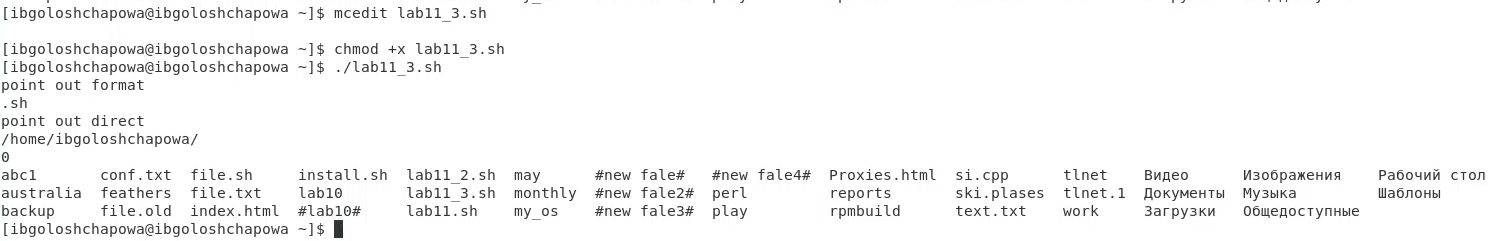 [ibgoloshchapowa@ibgoloshchapowa ~]$ mcedit lab11_3.sh
[ibgoloshchapowa@ibgoloshchapowa ~]$ chmod +x lab11_3.sh
[ibgoloshchapowa@ibgoloshchapowa ~]$ ./lab11_3.sh
point out format
.sh
point out direct
/home/ibgoloshchapowa/
0
abc1 conf.txt file.sh install.sh lab11_2.sh may #new fale# #new fale4# Proxies.html si.cpp tlnet Видео Изображения Рабочий стол
australia feathers file.txt lab10 lab11_3.sh monthly #new fale2# perl reports ski.plases tlnet.1 Документы Музыка Шаблоны
backup file.old index.html #lab10# lab11.sh my_os #new fale3# play rpmbuild text.txt work Загрузки Общедоступные
[ibgoloshchapowa@ibgoloshchapowa ~]$